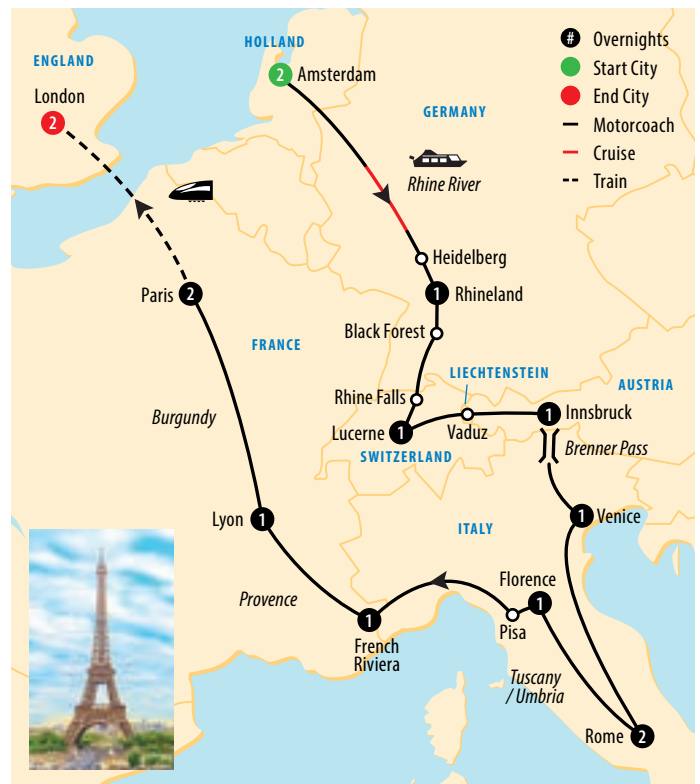 HOLLAND
ENGLAND
2 Amsterdam
London
2
GERMANY
Rhine River
# Overnights
Start City
End City
Motorcoach
Cruise
Train
Heidelberg
1 Rhineland
Paris 2
Black Forest
FRANCE
LIECHTENSTEIN
AUSTRIA
Rhine Falls
Lucerne 1
Vaduz
1 Innsbruck
SWITZERLAND
Brenner Pass
Burgundy
Lyon 1
1 Venice
ITALY
Florence
1
Provence
Pisa
1
French
Riviera
Tuscany
/ Umbria
Rome 2